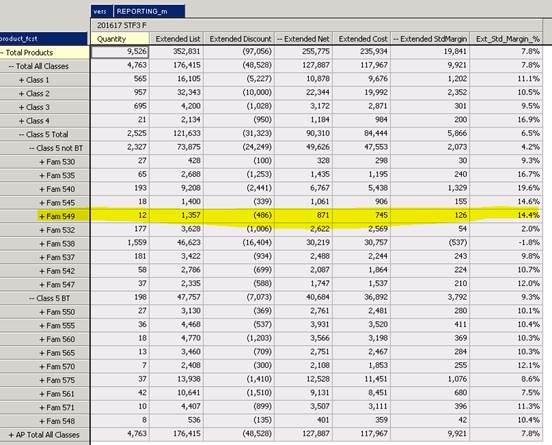 vers REPORTING_m
201617 STF3 F
product_fcst Quantity Extended List Extended Discount -- Extended Net Extended Cost -- Extended StdMargin Ext_Std_Margin_%
-- Total Products 9,526 352,831 (97,056) 255,775 235,934 19,841 7.8%
-- Total All Classes 4,763 176,415 (48,528) 127,887 117,967 9,921 7.8%
+ Class 1 565 16,105 (5,227) 10,878 9,676 1,202 11.1%
+ Class 2 957 32,343 (10,000) 22,344 19,992 2,352 10.5%
+ Class 3 695 4,200 (1,028) 3,172 2,871 301 9.5%
+ Class 4 21 2,134 (950) 1,184 984 200 16.9%
-- Class 5 Total 2,525 121,633 (31,323) 90,310 84,444 5,866 6.5%
-- Class 5 not BT 2,327 73,875 (24,249) 49,626 47,553 2,073 4.2%
+ Fam 530 27 428 (100) 328 298 30 9.3%
+ Fam 535 65 2,688 (1,253) 1,435 1,195 240 16.7%
+ Fam 540 193 9,208 (2,441) 6,767 5,438 1,329 19.6%
+ Fam 545 18 1,400 (339) 1,061 906 155 14.6%
+ Fam 549 12 1,357 (486) 871 745 126 14.4%
+ Fam 532 177 3,628 (1,006) 2,622 2,569 54 2.0%
+ Fam 538 1,559 46,623 (16,404) 30,219 30,757 (537) -1.8%
+ Fam 537 181 3,422 (934) 2,488 2,244 243 9.8%
+ Fam 542 58 2,786 (699) 2,087 1,864 224 10.7%
+ Fam 547 37 2,335 (588) 1,747 1,537 210 12.0%
-- Class 5 BT 198 47,757 (7,073) 40,684 36,892 3,792 9.3%
+ Fam 550 27 3,130 (369) 2,761 2,481 280 10.1%
+ Fam 555 36 4,468 (537) 3,931 3,520 411 10.4%
+ Fam 560 18 4,770 (1,203) 3,566 3,198 369 10.3%
+ Fam 565 13 3,460 (709) 2,751 2,467 284 10.3%
+ Fam 570 7 2,408 (300) 2,108 1,853 255 12.1%
+ Fam 575 37 13,938 (1,410) 12,528 11,451 1,076 8.6%
+ Fam 561 42 10,641 (1,510) 9,131 8,451 680 7.5%
+ Fam 571 10 4,407 (899) 3,507 3,111 396 11.3%
+ Fam 548 8 536 (135) 401 359 42 10.4%
+ AP Total All Classes 4,763 176,415 (48,528) 127,887 117,967 9,921 7.8%